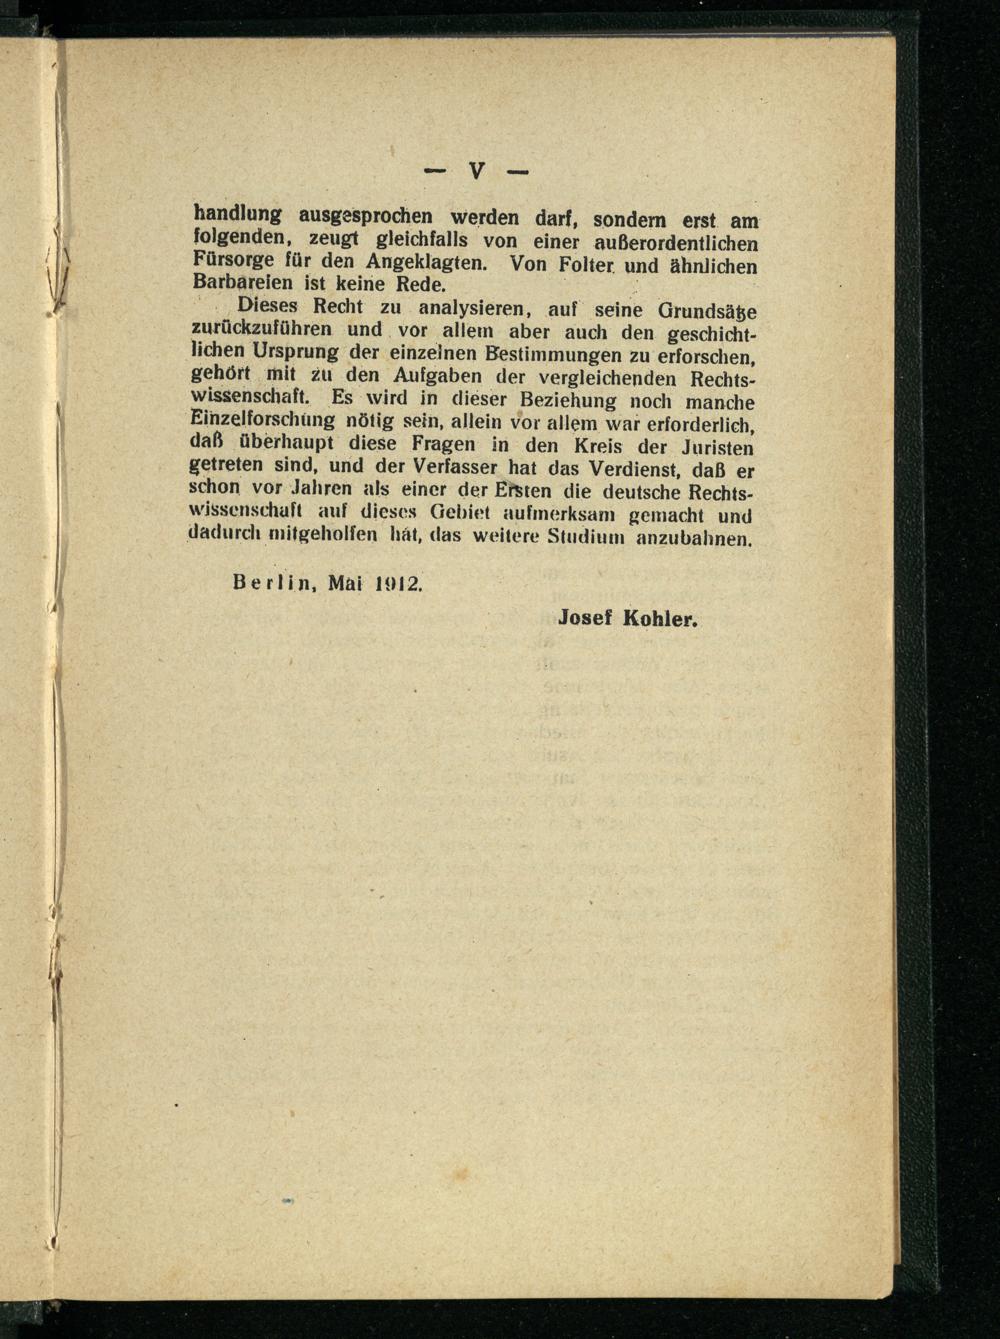 — V —
handlung ausgesprochen werden darf, sondern erst am
folgenden, zeugt gleichfalls von einer außerordentlichen
Fürsorge für den Angeklagten. Von Folter und ähnlichen
Barbareien ist keine Rede.
Dieses Recht zu analysieren, auf seine Grundsätze
zurückzuführen und vor allem aber auch den geschicht-
lichen Ursprung der einzelnen Bestimmungen zu erforschen,
gehört mit zu den Aufgaben der vergleichenden Rechts-
wissenschaft. Es wird in dieser Beziehung noch manche
Einzelforschung nötig sein, allein vor allem war erforderlich,
daß überhaupt diese Fragen in den Kreis der Juristen
getreten sind, und der Verfasser hat das Verdienst, daß er
schon vor Jahren als einer der Ersten die deutsche Rechts-
wissenschaft auf dieses Gebiet aufmerksam gemacht und
dadurch mitgeholfen hat, das weitere Studium anzubahnen.
Berlin, Mai 1912.
Josef Kohler.